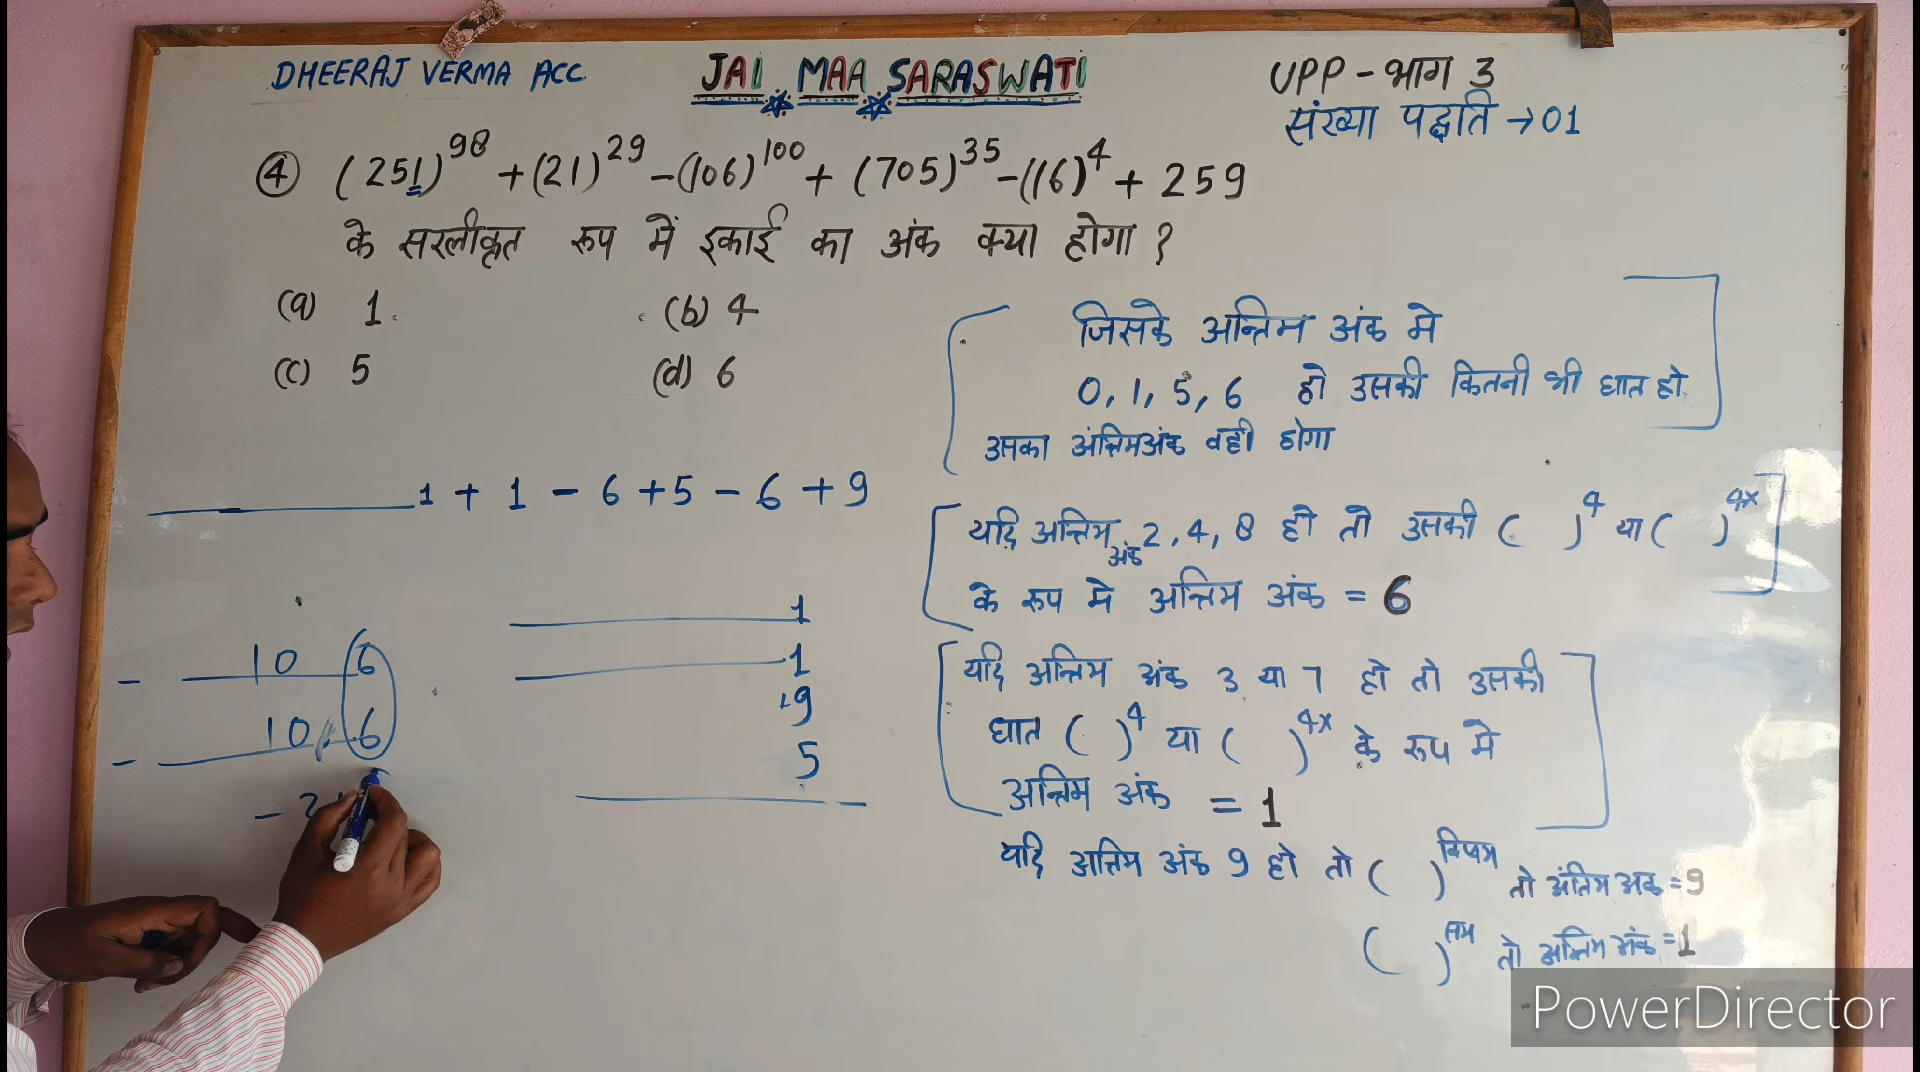 DHEERAJ VERMA ACC.
JAI MAA SARASWATI
UPP - भाग 3
संख्या पद्धति → 01
④ (251)^98 + (21)^29 - (106)^100 + (705)^35 - (16)^4 + 259
के सरलीकृत रूप में इकाई का अंक क्या होगा ?
(a) 1
(b) 4
(c) 5
(d) 6
जिसके अन्तिम अंक मे
0, 1, 5, 6 हो उसकी कितनी भी घात हो
उसका अंन्तिमअंक वही होगा
1 + 1 - 6 + 5 - 6 + 9
यदि अन्तिम अंक 2, 4, 8 हो तो उसकी ( )^4 या ( )^4x
के रूप मे अन्तिम अंक = 6
1
1
+9
5
- 10 6
- 10 6
- 2
यदि अन्तिम अंक 3 या 7 हो तो उसकी
घात ( )^4 या ( )^4x के रूप मे
अन्तिम अंक = 1
यदि अन्तिम अंक 9 हो तो ( )^विषम तो अंतिम अंक = 9
( )^सम तो अन्तिम अंक = 1
PowerDirector